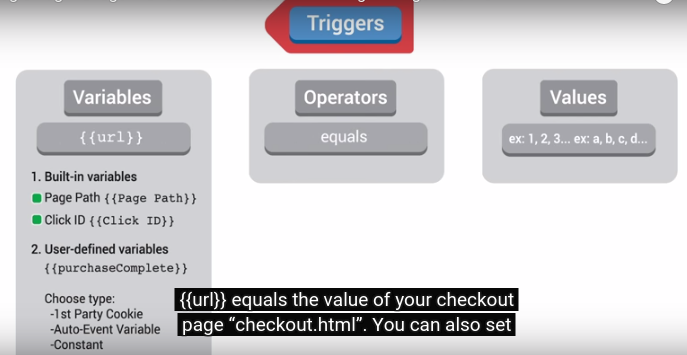 Triggers
Variables
{{url}}
1. Built-in variables
Page Path {{Page Path}}
Click ID {{Click ID}}
2. User-defined variables
{{purchaseComplete}}
Choose type:
-1st Party Cookie
-Auto-Event Variable
-Constant
Operators
equals
Values
ex: 1, 2, 3... ex: a, b, c, d...
{{url}} equals the value of your checkout
page “checkout.html”. You can also set